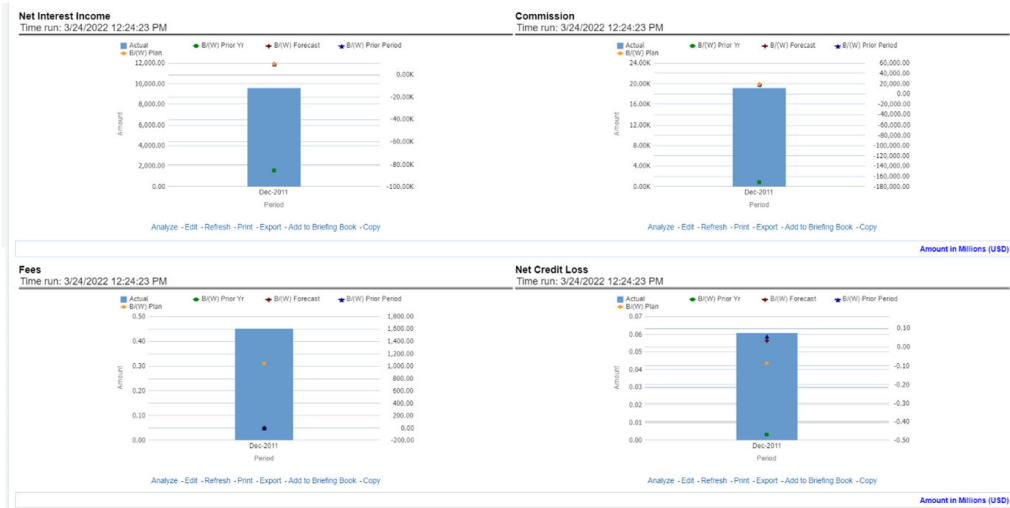 Net Interest Income
Time run: 3/24/2022 12:24:23 PM
Actual B/(W) Prior Yr B/(W) Forecast B/(W) Prior Period
B/(W) Plan
12,000.00
10,000.00
8,000.00
6,000.00
4,000.00
2,000.00
0.00
Amount
0.00K
-20.00K
-40.00K
-60.00K
-80.00K
-100.00K
Dec-2011
Period
Analyze - Edit - Refresh - Print - Export - Add to Briefing Book - Copy
Commission
Time run: 3/24/2022 12:24:23 PM
Actual B/(W) Prior Yr B/(W) Forecast B/(W) Prior Period
B/(W) Plan
24.00K
20.00K
16.00K
12.00K
8.00K
4.00K
0.00K
Amount
60,000.00
40,000.00
20,000.00
0.00
-20,000.00
-40,000.00
-60,000.00
-80,000.00
-100,000.00
-120,000.00
-140,000.00
-160,000.00
-180,000.00
Dec-2011
Period
Analyze - Edit - Refresh - Print - Export - Add to Briefing Book - Copy
Amount in Millions (USD)
Fees
Time run: 3/24/2022 12:24:23 PM
Actual B/(W) Prior Yr B/(W) Forecast B/(W) Prior Period
B/(W) Plan
0.50
0.40
0.30
0.20
0.10
0.00
Amount
1,800.00
1,600.00
1,400.00
1,200.00
1,000.00
800.00
600.00
400.00
200.00
0.00
-200.00
Dec-2011
Period
Analyze - Edit - Refresh - Print - Export - Add to Briefing Book - Copy
Net Credit Loss
Time run: 3/24/2022 12:24:23 PM
Actual B/(W) Prior Yr B/(W) Forecast B/(W) Prior Period
B/(W) Plan
0.07
0.06
0.05
0.04
0.03
0.02
0.01
0.00
Amount
0.10
0.00
-0.10
-0.20
-0.30
-0.40
-0.50
Dec-2011
Period
Analyze - Edit - Refresh - Print - Export - Add to Briefing Book - Copy
Amount in Millions (USD)